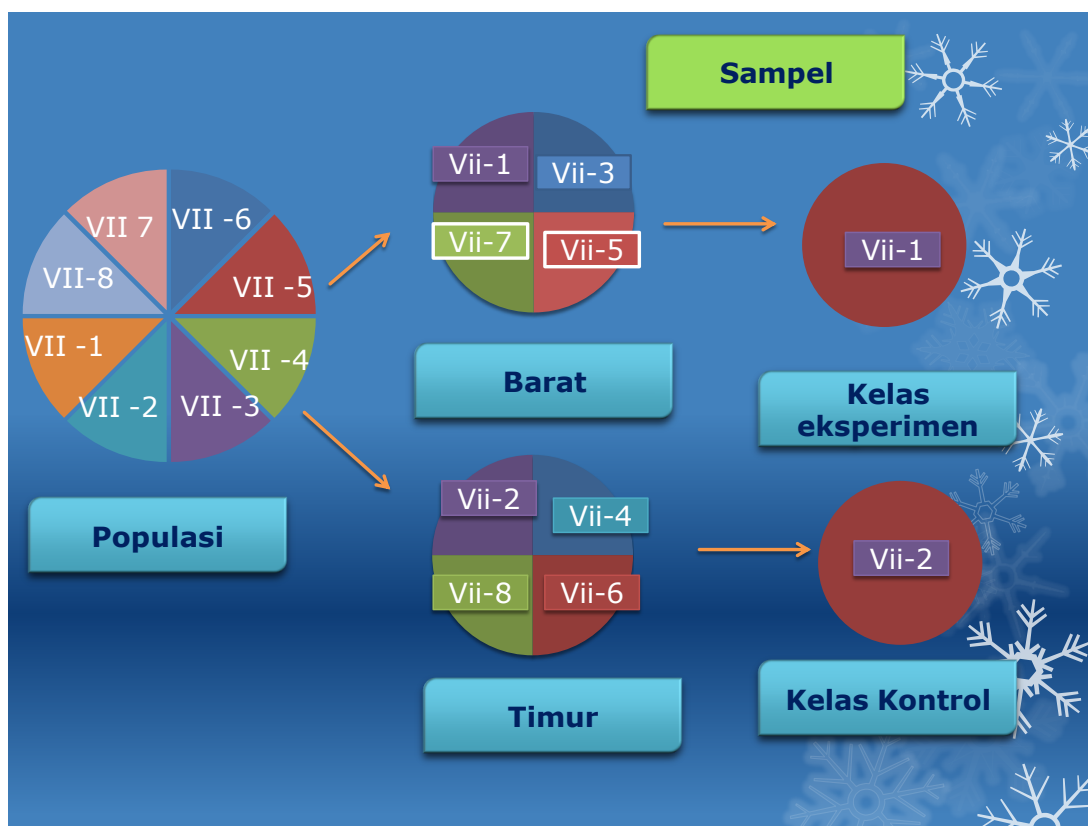 Sampel
VII 7
VII -6
VII-8
VII -5
VII -1
VII -4
VII -2
VII -3
Populasi
Vii-1
Vii-3
Vii-7
Vii-5
Barat
Vii-2
Vii-4
Vii-8
Vii-6
Timur
Vii-1
Kelas
eksperimen
Vii-2
Kelas Kontrol